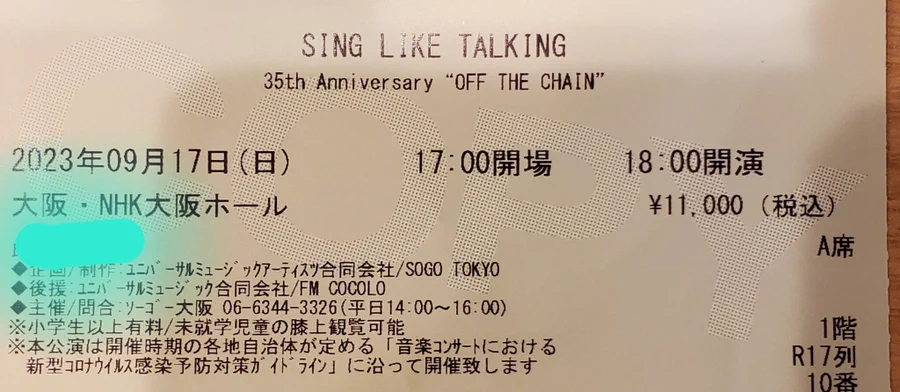 SING LIKE TALKING
35th Anniversary “OFF THE CHAIN”
2023年09月17日(日) 17:00開場 18:00開演
大阪・NHK大阪ホール ¥11,000 (税込)
A席
◆企画/制作:ﾕﾆﾊﾞｰｻﾙﾐｭｰｼﾞｯｸｱｰﾃｨｽﾂ合同会社/SOGO TOKYO
◆後援:ﾕﾆﾊﾞｰｻﾙﾐｭｰｼﾞｯｸ合同会社/FM COCOLO
◆主催/問合:ｿｰｺﾞｰ大阪 06-6344-3326(平日14:00～16:00)
※小学生以上有料/未就学児童の膝上観覧可能
1階
※本公演は開催時期の各地自治体が定める「音楽ｺﾝｻｰﾄにおける
R17列
新型ｺﾛﾅｳｲﾙｽ感染予防対策ｶﾞｲﾄﾞﾗｲﾝ」に沿って開催致します
10番
COPY